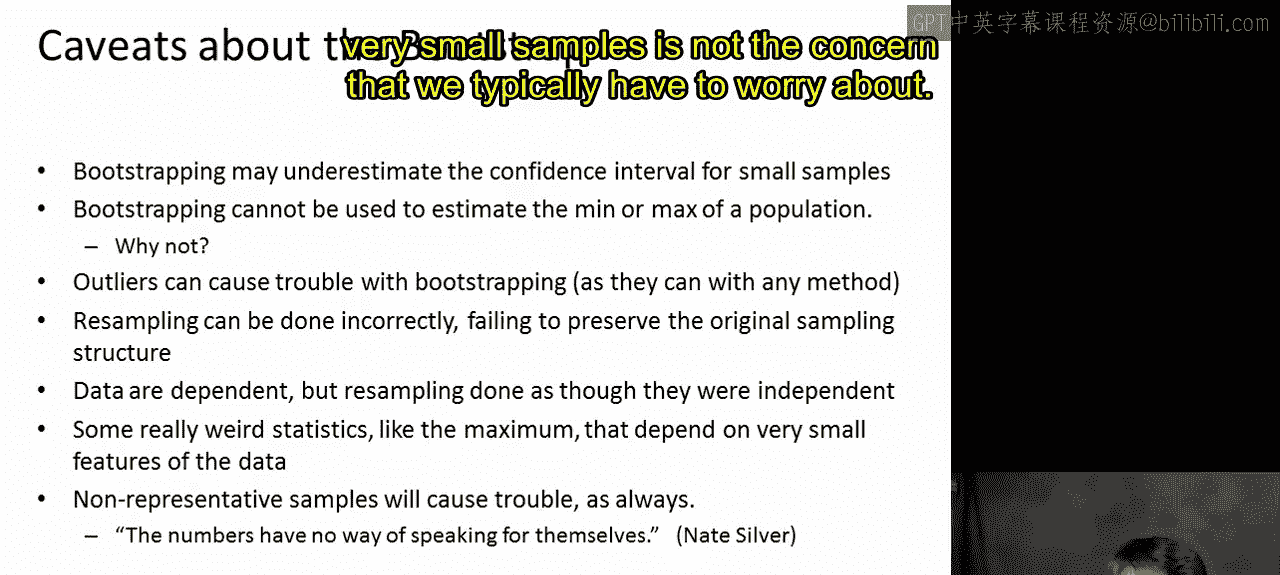 GPT中英字幕课程资源@bilibili.com
Caveats about the
very small samples is not the concern
that we typically have to worry about.
• Bootstrapping may underestimate the confidence interval for small samples
• Bootstrapping cannot be used to estimate the min or max of a population.
– Why not?
• Outliers can cause trouble with bootstrapping (as they can with any method)
• Resampling can be done incorrectly, failing to preserve the original sampling
structure
• Data are dependent, but resampling done as though they were independent
• Some really weird statistics, like the maximum, that depend on very small
features of the data
• Non-representative samples will cause trouble, as always.
– “The numbers have no way of speaking for themselves.” (Nate Silver)